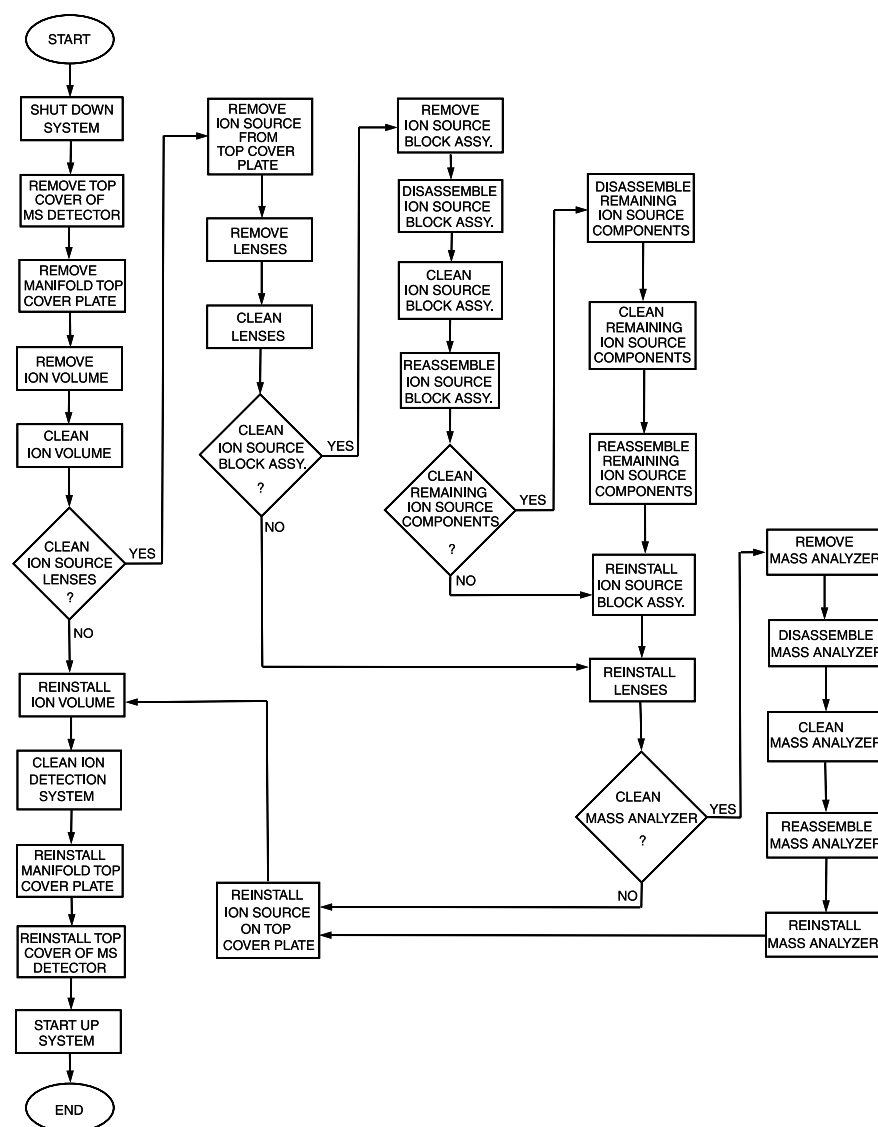 START
SHUT DOWN
SYSTEM
REMOVE TOP
COVER OF
MS DETECTOR
REMOVE
MANIFOLD TOP
COVER PLATE
REMOVE
ION VOLUME
CLEAN
ION VOLUME
CLEAN
ION SOURCE
LENSES
?
YES
NO
REINSTALL
ION VOLUME
CLEAN ION
DETECTION
SYSTEM
REINSTALL
MANIFOLD TOP
COVER PLATE
REINSTALL TOP
COVER OF MS
DETECTOR
START UP
SYSTEM
END
REMOVE
ION SOURCE
FROM
TOP COVER
PLATE
REMOVE
LENSES
CLEAN
LENSES
CLEAN
ION SOURCE
BLOCK ASSY.
?
YES
NO
REMOVE
ION SOURCE
BLOCK ASSY.
DISASSEMBLE
ION SOURCE
BLOCK ASSY.
CLEAN
ION SOURCE
BLOCK ASSY.
REASSEMBLE
ION SOURCE
BLOCK ASSY.
CLEAN
REMAINING
ION SOURCE
COMPONENTS
?
YES
NO
DISASSEMBLE
REMAINING
ION SOURCE
COMPONENTS
CLEAN
REMAINING
ION SOURCE
COMPONENTS
REASSEMBLE
REMAINING
ION SOURCE
COMPONENTS
REINSTALL
ION SOURCE
BLOCK ASSY.
REINSTALL
LENSES
CLEAN
MASS ANALYZER
?
YES
NO
REMOVE
MASS ANALYZER
DISASSEMBLE
MASS ANALYZER
CLEAN
MASS ANALYZER
REASSEMBLE
MASS ANALYZER
REINSTALL
MASS ANALYZER
REINSTALL
ION SOURCE
ON TOP
COVER PLATE